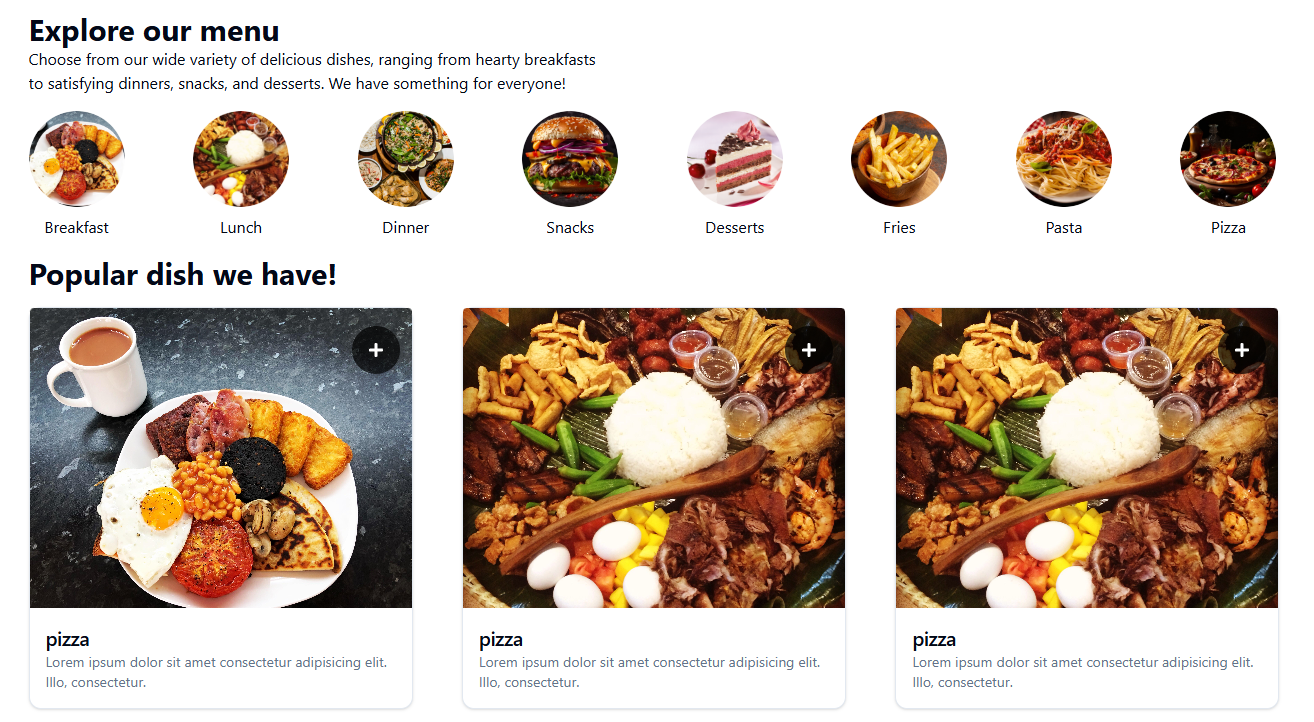 Explore our menu
Choose from our wide variety of delicious dishes, ranging from hearty breakfasts
to satisfying dinners, snacks, and desserts. We have something for everyone!
Breakfast
Lunch
Dinner
Snacks
Desserts
Fries
Pasta
Pizza
Popular dish we have!
pizza
Lorem ipsum dolor sit amet consectetur adipisicing elit.
Illo, consectetur.
pizza
Lorem ipsum dolor sit amet consectetur adipisicing elit.
Illo, consectetur.
pizza
Lorem ipsum dolor sit amet consectetur adipisicing elit.
Illo, consectetur.